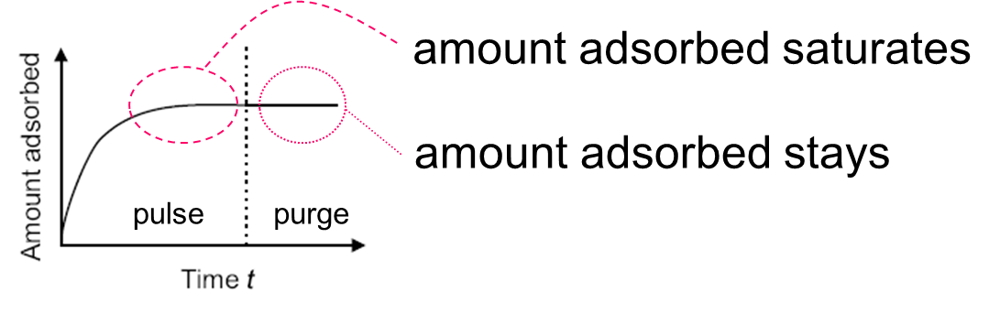 amount adsorbed saturates
amount adsorbed stays
Amount adsorbed
pulse
purge
Time t